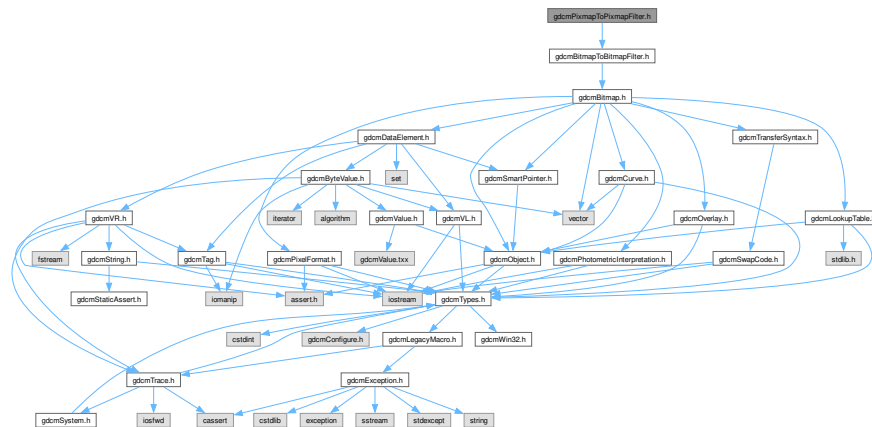 gdcmPixmapToPixmapFilter.h
gdcmBitmapToBitmapFilter.h
gdcmBitmap.h
gdcmDataElement.h
gdcmTransferSyntax.h
gdcmByteValue.h
set
gdcmSmartPointer.h
gdcmCurve.h
gdcmVR.h
iterator
algorithm
gdcmValue.h
gdcmVL.h
vector
gdcmOverlay.h
gdcmLookupTable.
fstream
gdcmString.h
gdcmTag.h
gdcmPixelFormat.h
gdcmValue.txx
gdcmObject.h
gdcmPhotometricInterpretation.h
gdcmSwapCode.h
stdlib.h
gdcmStaticAssert.h
iomanip
assert.h
iostream
gdcmTypes.h
cstdint
gdcmConfigure.h
gdcmLegacyMacro.h
gdcmWin32.h
gdcmTrace.h
gdcmException.h
gdcmSystem.h
iosfwd
cassert
cstdlib
exception
sstream
stdexcept
string